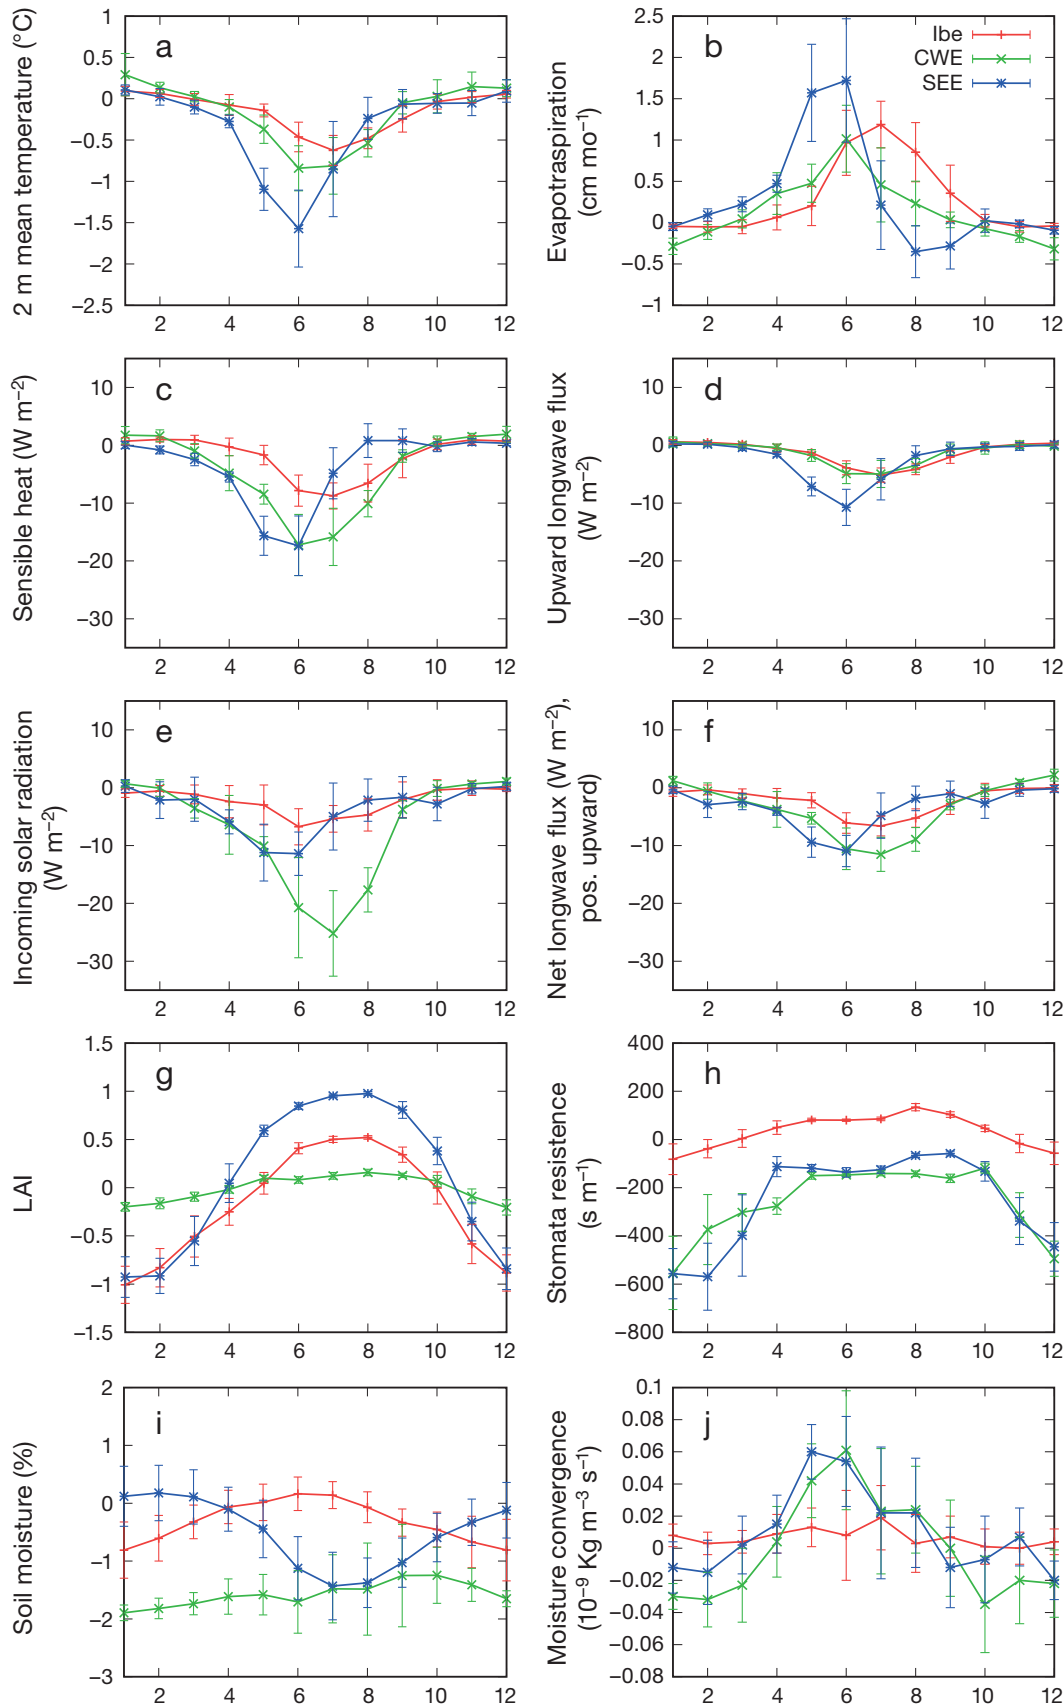 2 m mean temperature (°C)
1
0.5
0
−0.5
−1
−1.5
−2
−2.5
a
2 4 6 8 10 12
Evapotraspiration
(cm mo⁻¹)
2.5
2
1.5
1
0.5
0
−0.5
−1
b
Ibe
CWE
SEE
2 4 6 8 10 12
Sensible heat (W m⁻²)
10
0
−10
−20
−30
c
2 4 6 8 10 12
Upward longwave flux
(W m⁻²)
10
0
−10
−20
−30
d
2 4 6 8 10 12
Incoming solar radiation
(W m⁻²)
10
0
−10
−20
−30
e
2 4 6 8 10 12
Net longwave flux (W m⁻²),
pos. upward)
10
0
−10
−20
−30
f
2 4 6 8 10 12
LAI
1.5
1
0.5
0
−0.5
−1
−1.5
g
2 4 6 8 10 12
Stomata resistence
(s m⁻¹)
400
200
0
−200
−400
−600
−800
h
2 4 6 8 10 12
Soil moisture (%)
2
1
0
−1
−2
−3
i
2 4 6 8 10 12
Moisture convergence
(10⁻⁹ Kg m⁻³ s⁻¹)
0.1
0.08
0.06
0.04
0.02
0
−0.02
−0.04
−0.06
−0.08
j
2 4 6 8 10 12